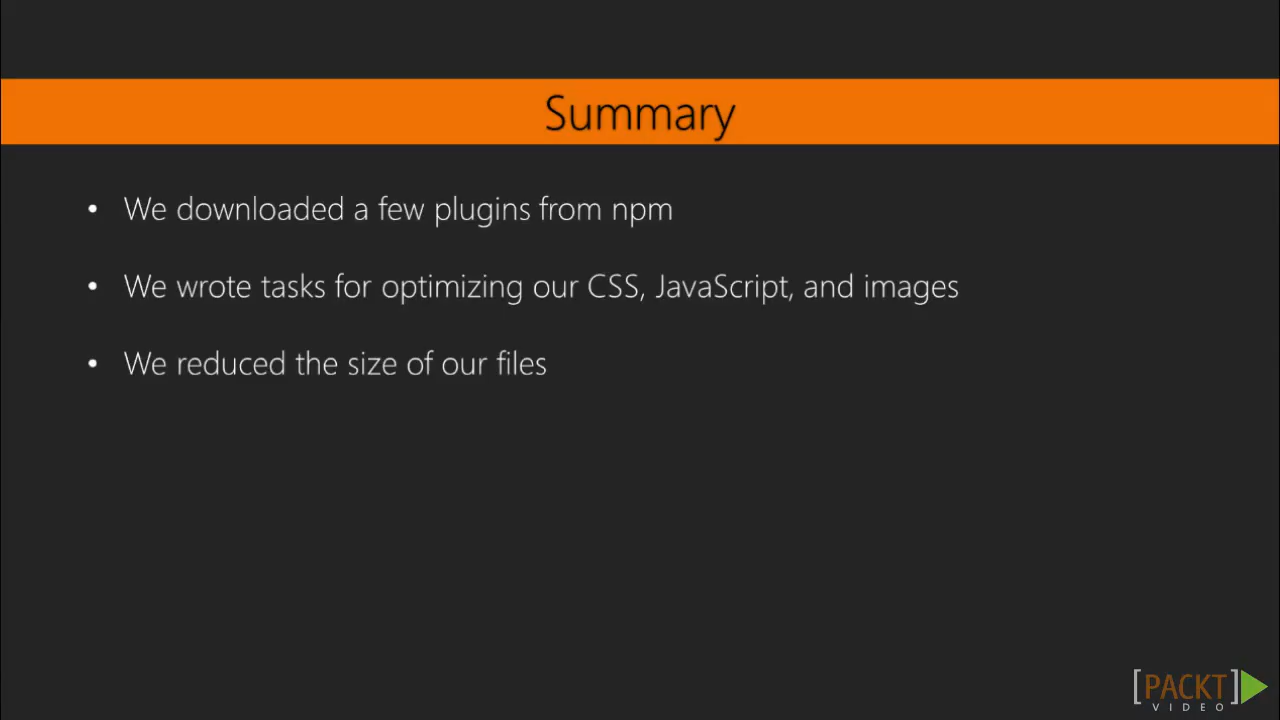 Summary
• We downloaded a few plugins from npm
• We wrote tasks for optimizing our CSS, JavaScript, and images
• We reduced the size of our files
[PACKT]
VIDEO